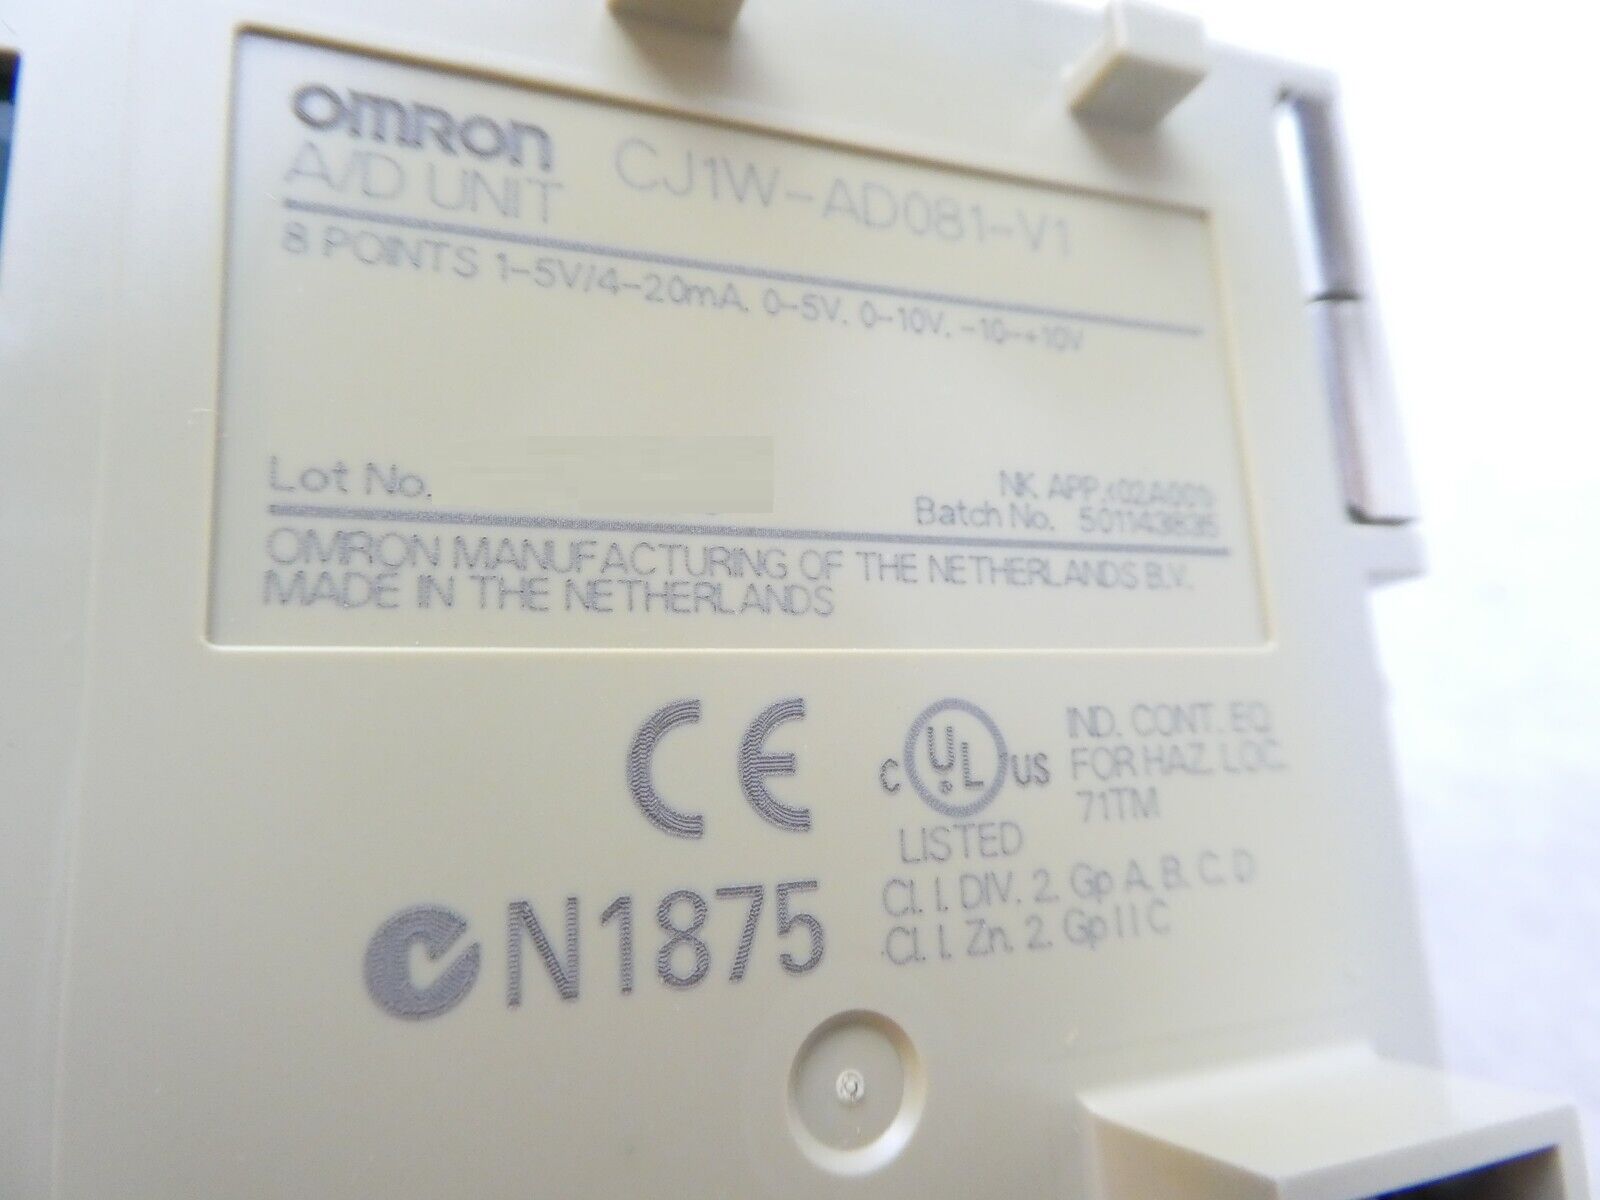 OMRON
A/D UNIT CJ1W-AD081-V1
8 POINTS 1-5V/4-20mA, 0-5V, 0-10V, -10-+10V
Lot No.
NK APP.
Batch No. 501143835
OMRON MANUFACTURING OF THE NETHERLANDS B.V.
MADE IN THE NETHERLANDS
CE
C UL US
LISTED
IND. CONT. EQ.
FOR HAZ. LOC.
71TM
Cl. I. DIV. 2. Gp A. B. C. D
Cl. I. Zn. 2. Gp IIC
N1875